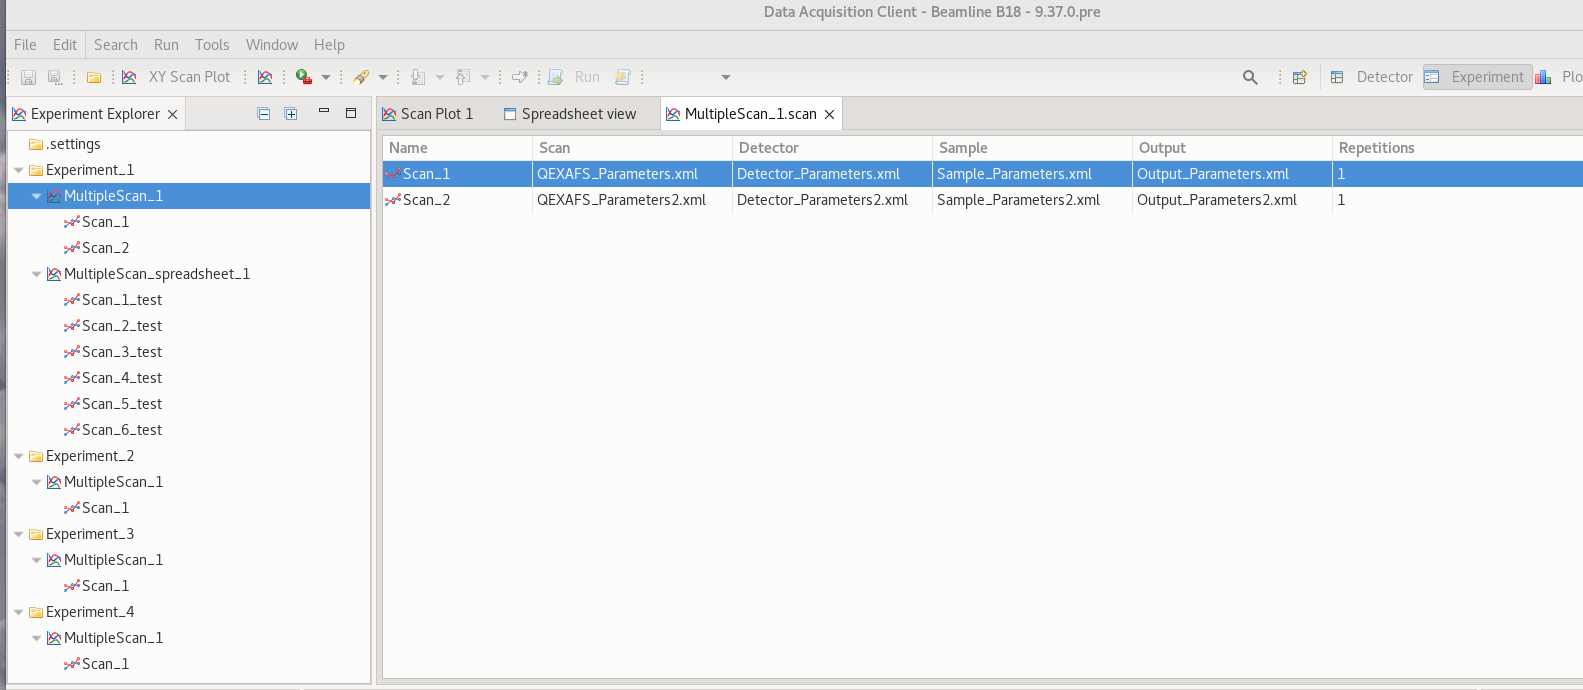 Data Acquisition Client - Beamline B18 - 9.37.0.pre
File Edit Search Run Tools Window Help
XY Scan Plot Run Detector Experiment Plo
Experiment Explorer
.settings
Experiment_1
MultipleScan_1
Scan_1
Scan_2
MultipleScan_spreadsheet_1
Scan_1_test
Scan_2_test
Scan_3_test
Scan_4_test
Scan_5_test
Scan_6_test
Experiment_2
MultipleScan_1
Scan_1
Experiment_3
MultipleScan_1
Scan_1
Experiment_4
MultipleScan_1
Scan_1
Scan Plot 1 Spreadsheet view MultipleScan_1.scan
Name Scan Detector Sample Output Repetitions
Scan_1 QEXAFS_Parameters.xml Detector_Parameters.xml Sample_Parameters.xml Output_Parameters.xml 1
Scan_2 QEXAFS_Parameters2.xml Detector_Parameters2.xml Sample_Parameters2.xml Output_Parameters2.xml 1